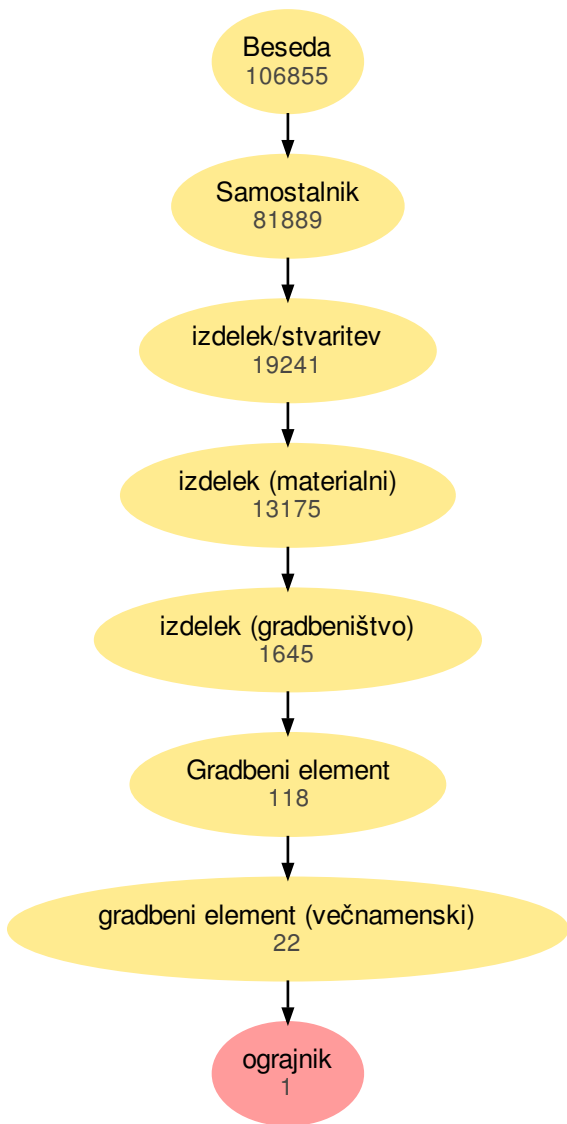 Beseda
106855
Samostalnik
81889
izdelek/stvaritev
19241
izdelek (materialni)
13175
izdelek (gradbeništvo)
1645
Gradbeni element
118
gradbeni element (večnamenski)
22
ograjnik
1